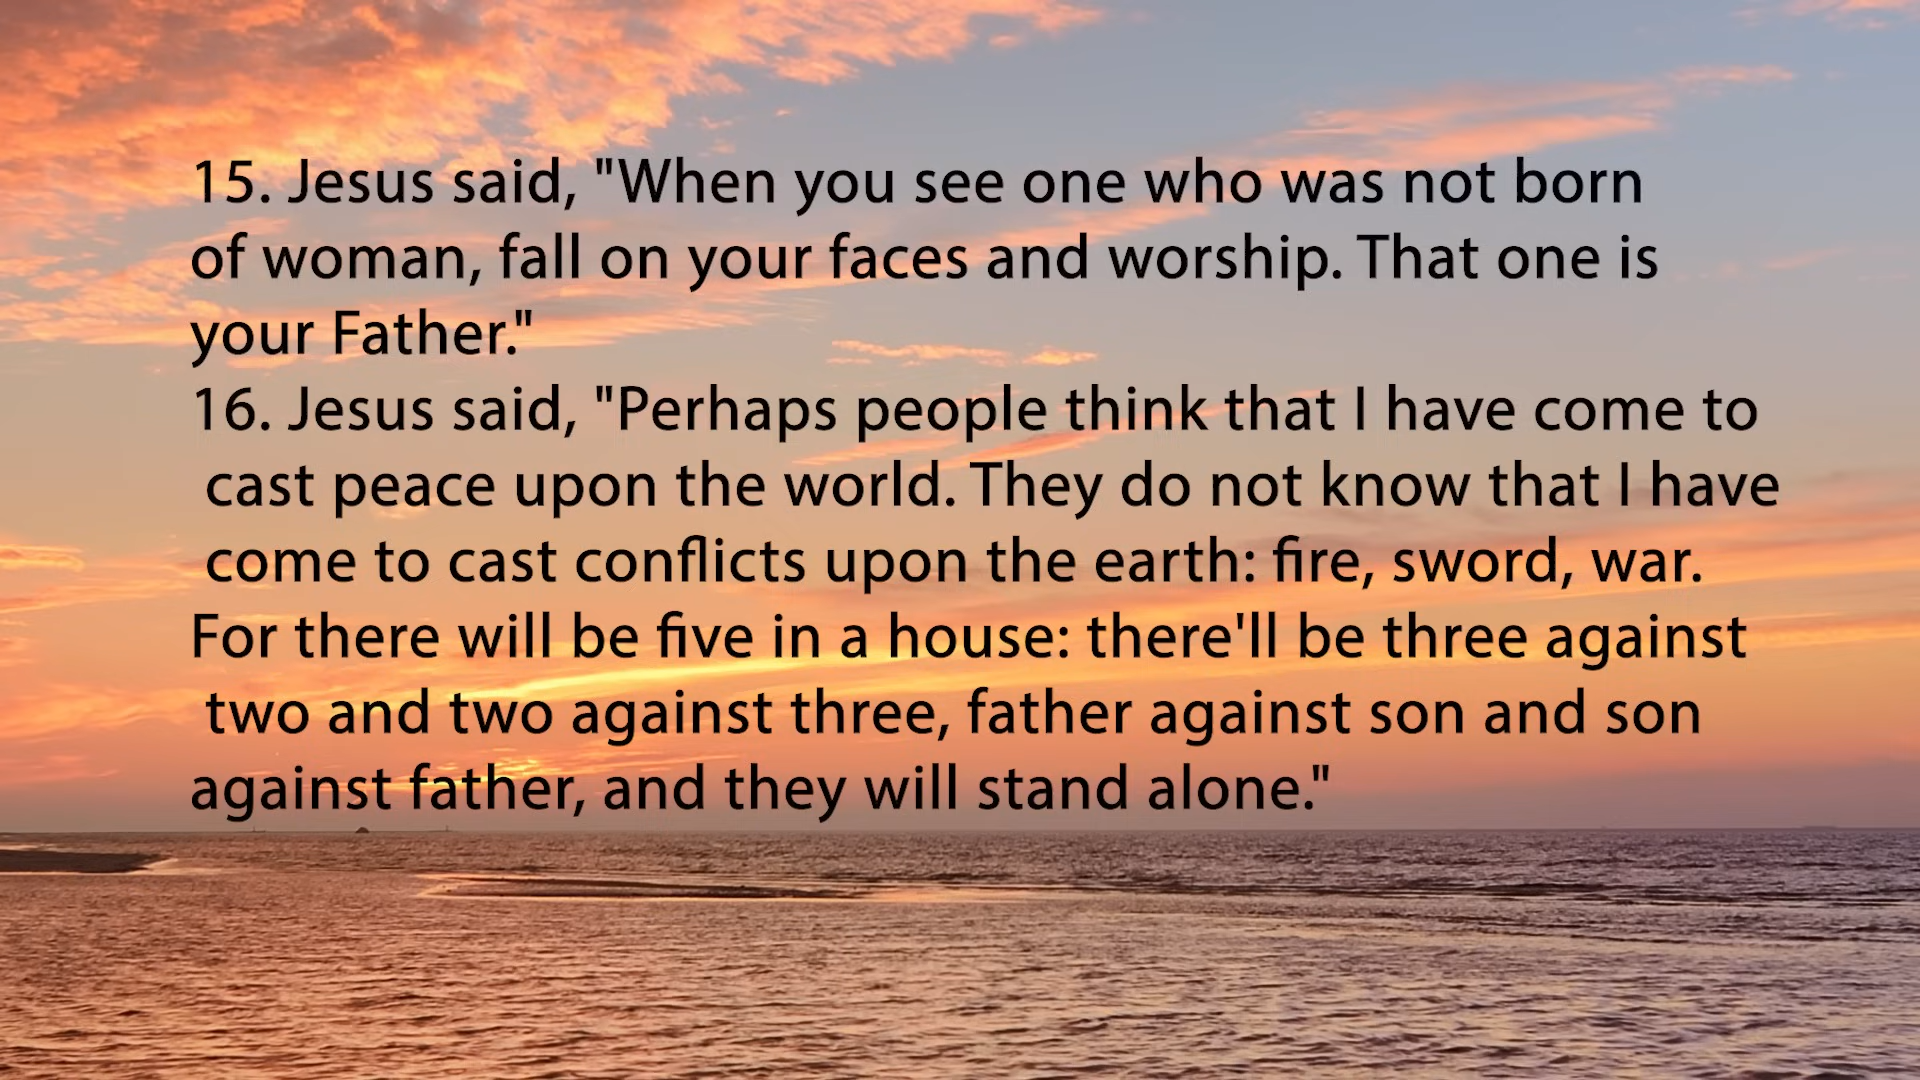 15. Jesus said, "When you see one who was not born
of woman, fall on your faces and worship. That one is
your Father."
16. Jesus said, "Perhaps people think that I have come to
cast peace upon the world. They do not know that I have
come to cast conflicts upon the earth: fire, sword, war.
For there will be five in a house: there'll be three against
two and two against three, father against son and son
against father, and they will stand alone."